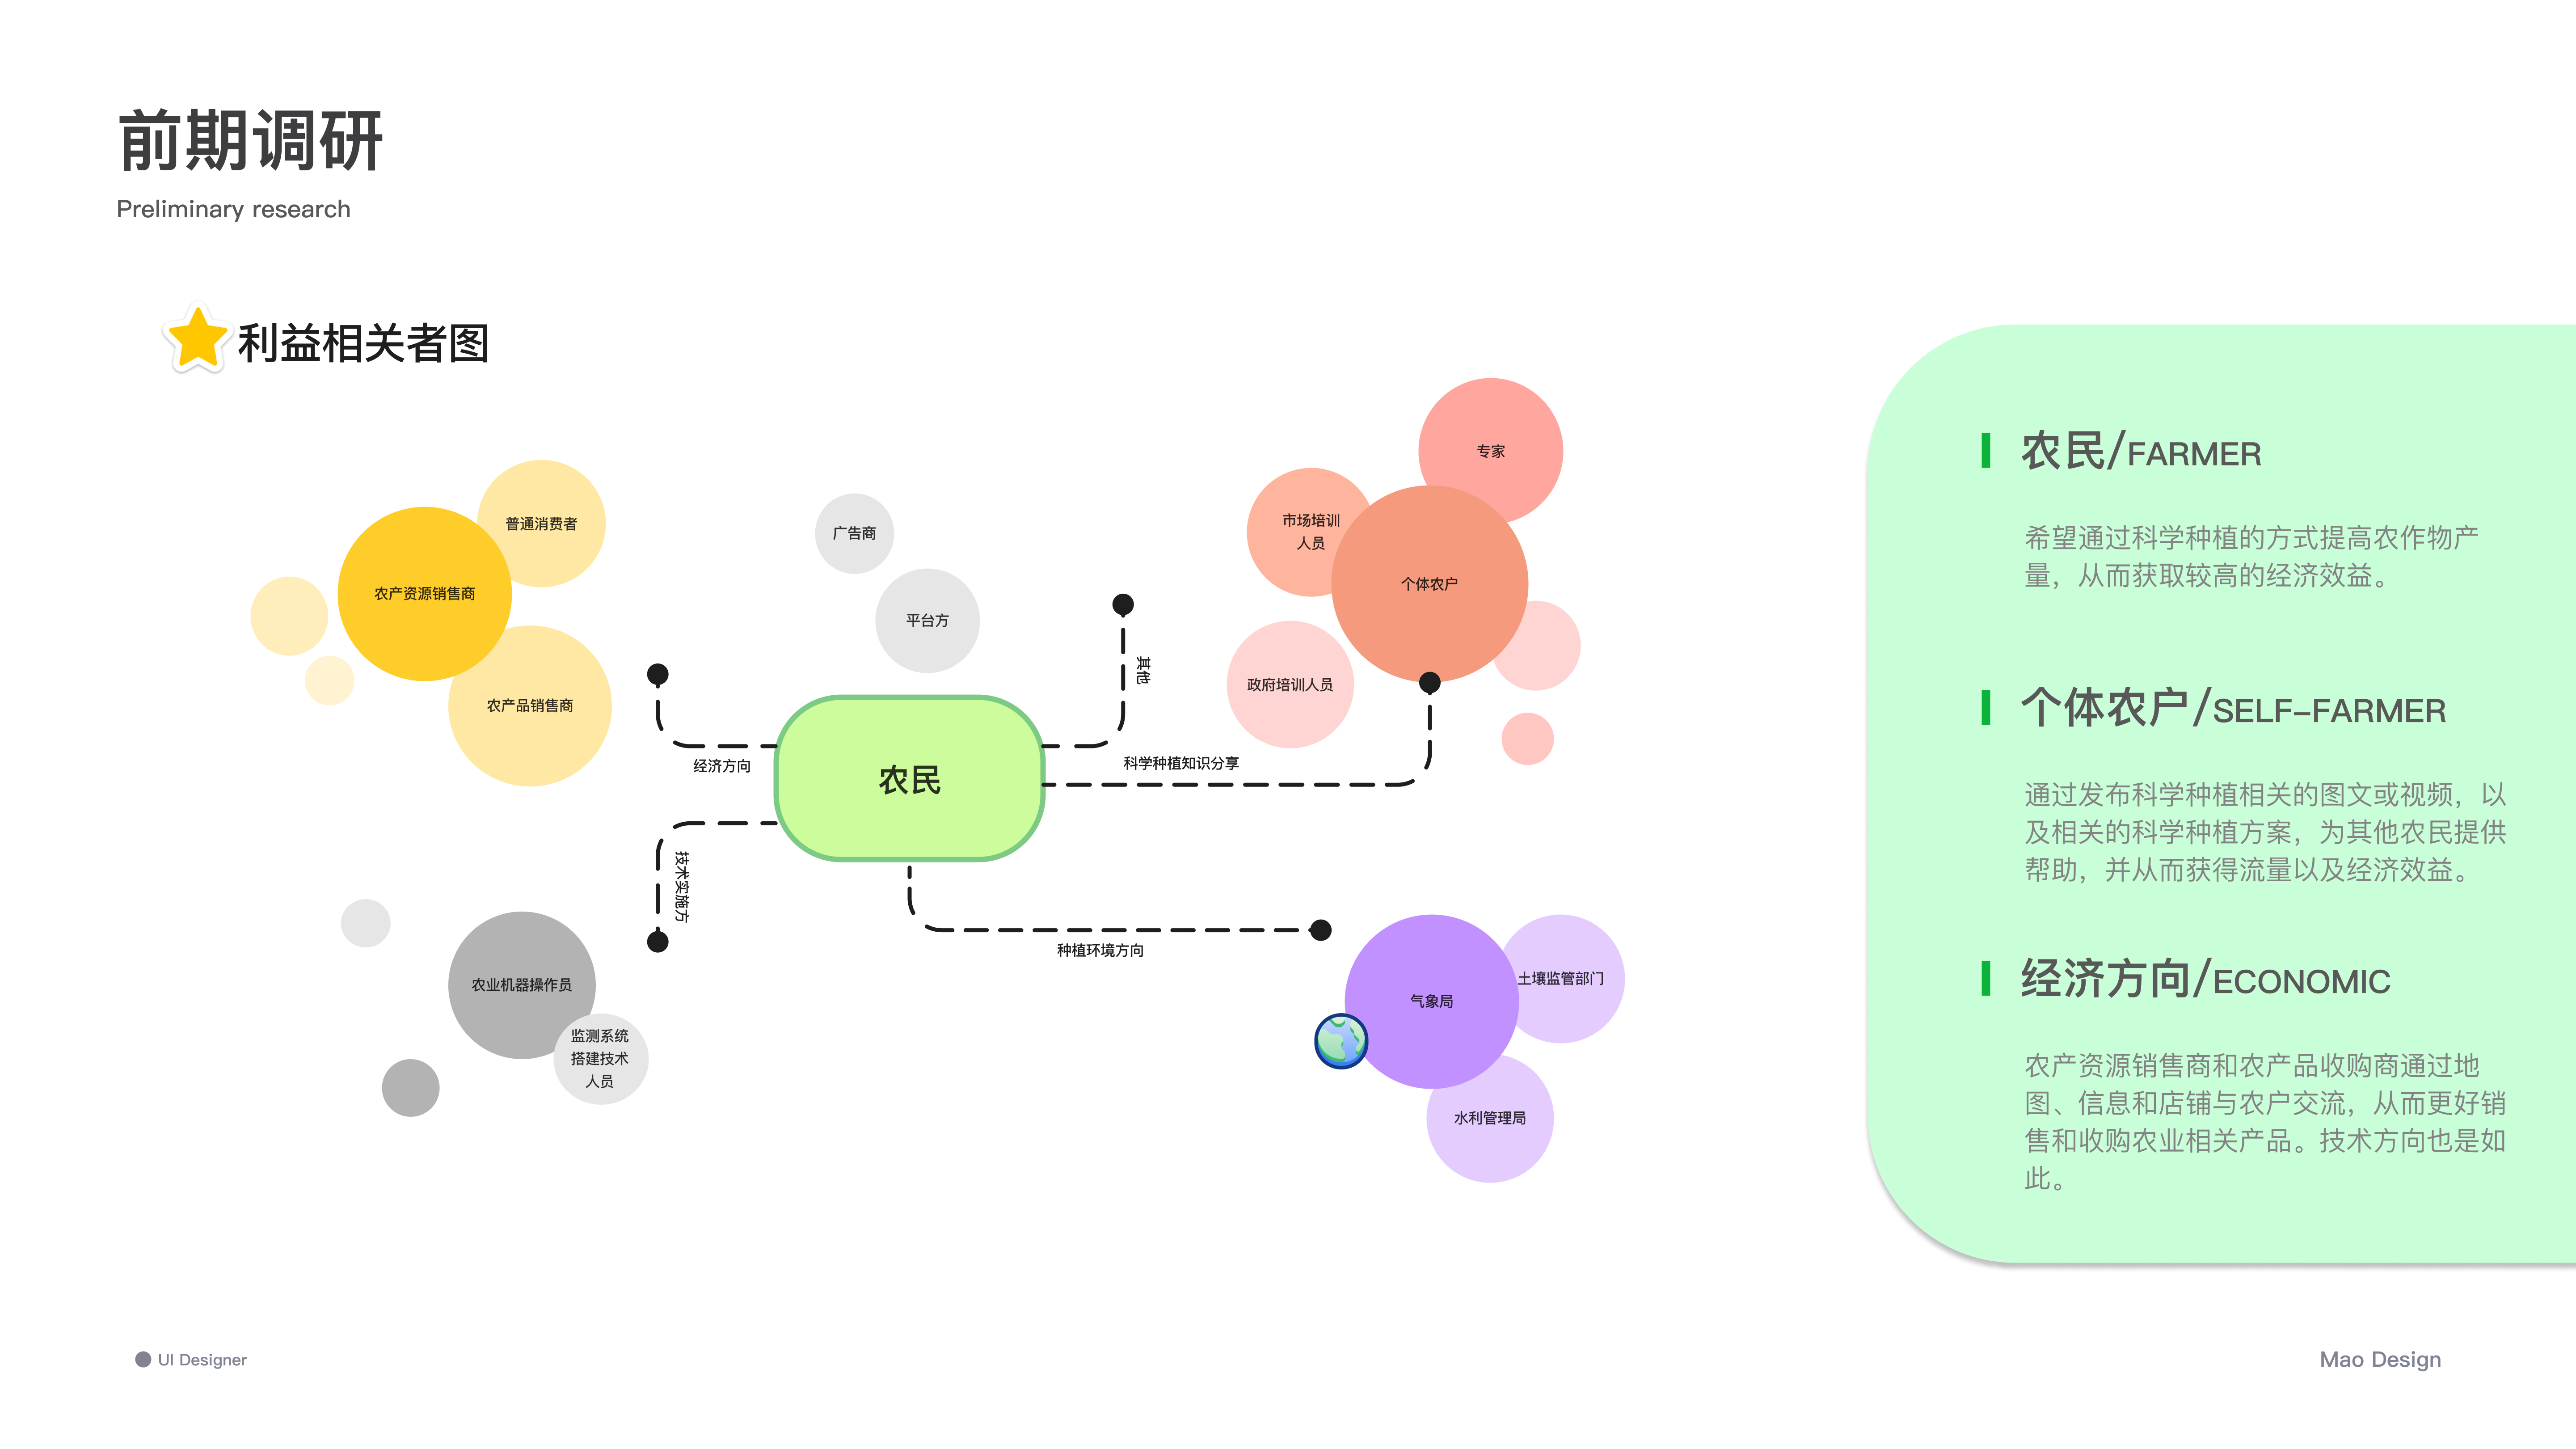 前期调研
Preliminary research
利益相关者图
普通消费者
农产资源销售商
农产品销售商
广告商
平台方
专家
市场培训
人员
个体农户
政府培训人员
其他
经济方向
科学种植知识分享
农民
技术实施方
种植环境方向
农业机器操作员
监测系统
搭建技术
人员
气象局
土壤监管部门
水利管理局
农民/FARMER
希望通过科学种植的方式提高农作物产
量，从而获取较高的经济效益。
个体农户/SELF-FARMER
通过发布科学种植相关的图文或视频，以
及相关的科学种植方案，为其他农民提供
帮助，并从而获得流量以及经济效益。
经济方向/ECONOMIC
农产资源销售商和农产品收购商通过地
图、信息和店铺与农户交流，从而更好销
售和收购农业相关产品。技术方向也是如
此。
UI Designer
Mao Design